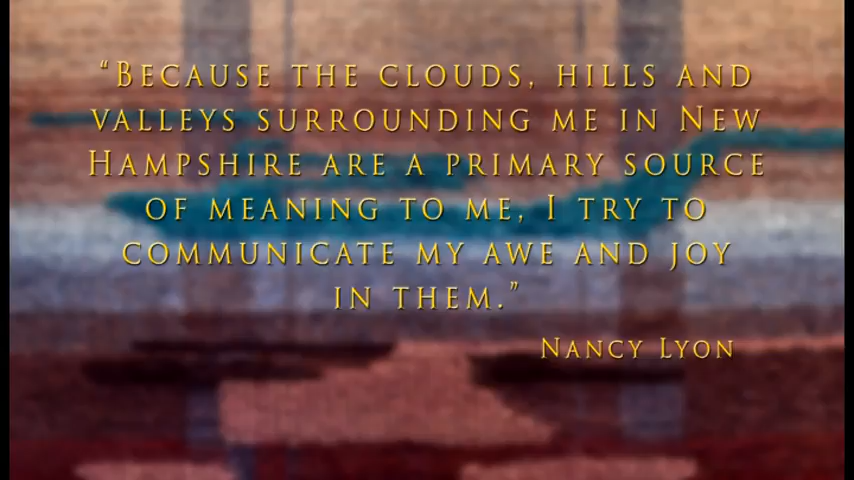 “Because the clouds, hills and
valleys surrounding me in New
Hampshire are a primary source
of meaning to me, I try to
communicate my awe and joy
in them.”
Nancy Lyon